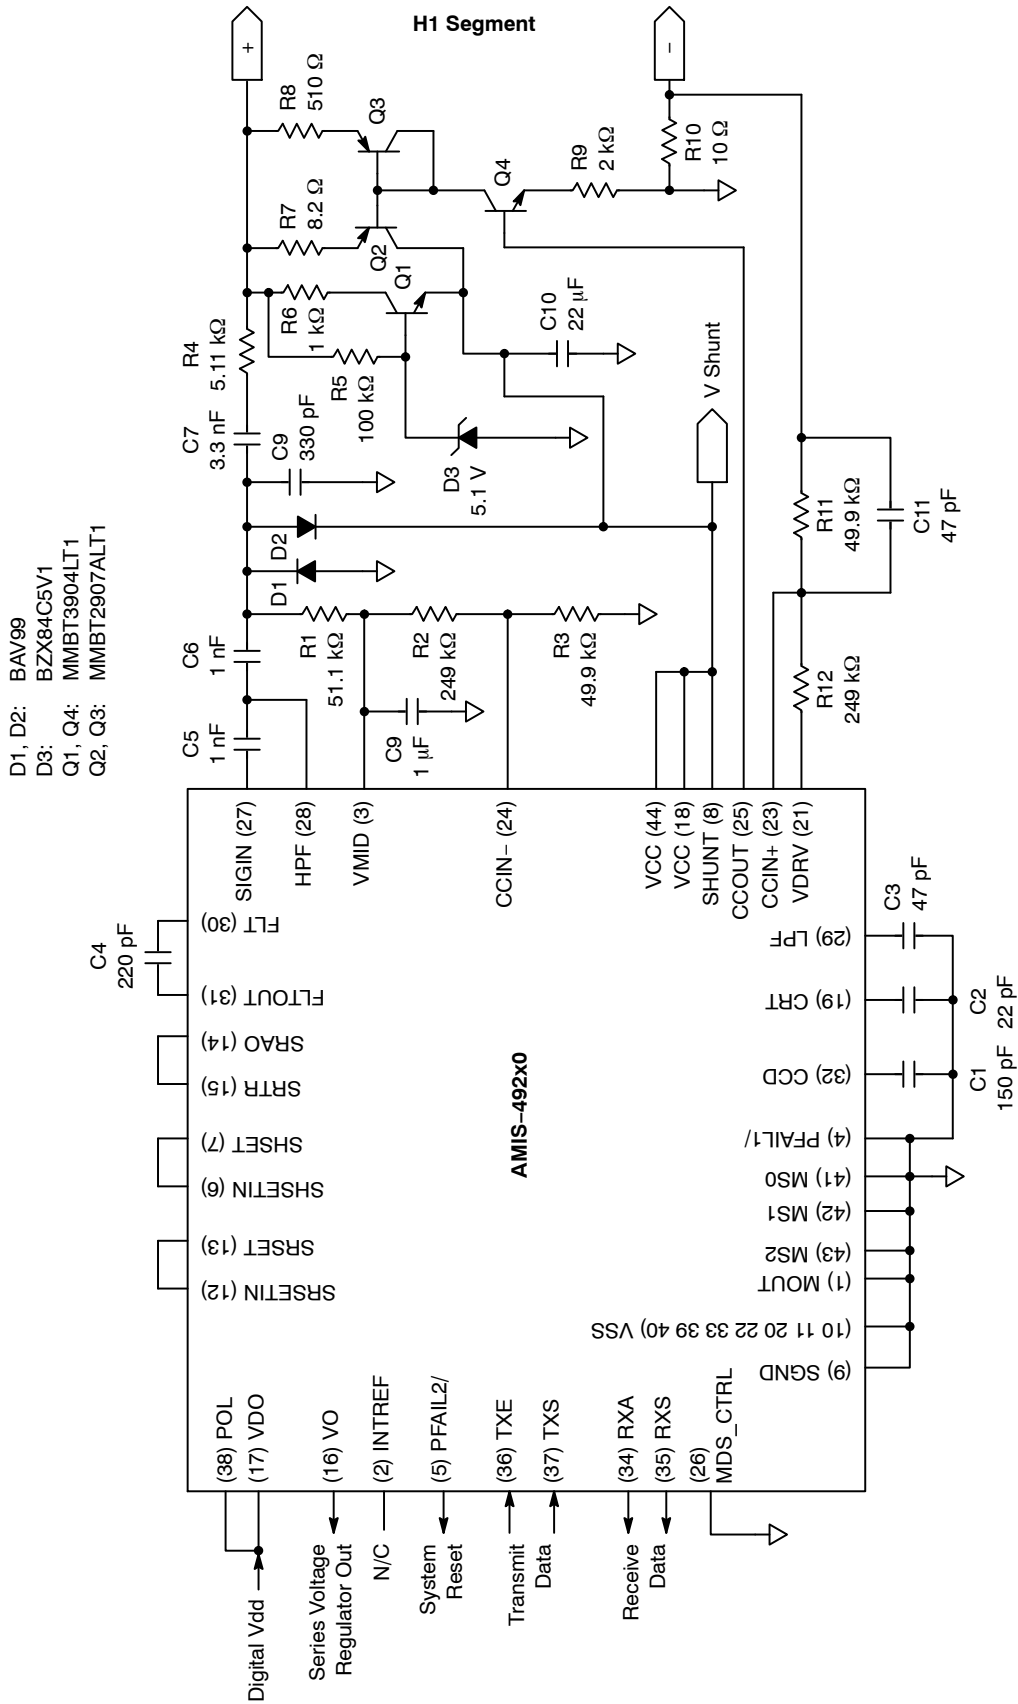 H1 Segment
D1, D2: BAV99
D3: BZX84C5V1
Q1, Q4: MMBT3904LT1
Q2, Q3: MMBT2907ALT1
+
−
R8
510 Ω
Q3
R7
8.2 Ω
Q2
Q1
Q4
R9
2 kΩ
R10
10 Ω
R4
5.11 kΩ
R6
1 kΩ
R5
100 kΩ
C10
22 µF
C7
3.3 nF
C9
330 pF
D3
5.1 V
V Shunt
D2
D1
R11
49.9 kΩ
C11
47 pF
C6
1 nF
R1
51.1 kΩ
R2
249 kΩ
R3
49.9 kΩ
R12
249 kΩ
C5
1 nF
C9
1 µF
SIGIN (27)
HPF (28)
VMID (3)
CCIN− (24)
VCC (44)
VCC (18)
SHUNT (8)
CCOUT (25)
CCIN+ (23)
VDRV (21)
C4
220 pF
(30) FLT
(31) FLTOUT
(14) SRAO
(15) SRTR
(7) SHSET
(6) SHSETIN
(13) SRSET
(12) SRSETIN
AMIS−492x0
C3
47 pF
C2
22 pF
C1
150 pF
(29) LPF
(19) CRT
(32) CCD
(4) PFAIL1/
(41) MS0
(42) MS1
(43) MS2
(1) MOUT
(10 11 20 22 33 39 40) VSS
(9) SGND
(38) POL
(17) VDO
(16) VO
(2) INTREF
(5) PFAIL2/
(36) TXE
(37) TXS
(34) RXA
(35) RXS
(26)
MDS_CTRL
Digital Vdd
Series Voltage
Regulator Out
N/C
System
Reset
Transmit
Data
Receive
Data